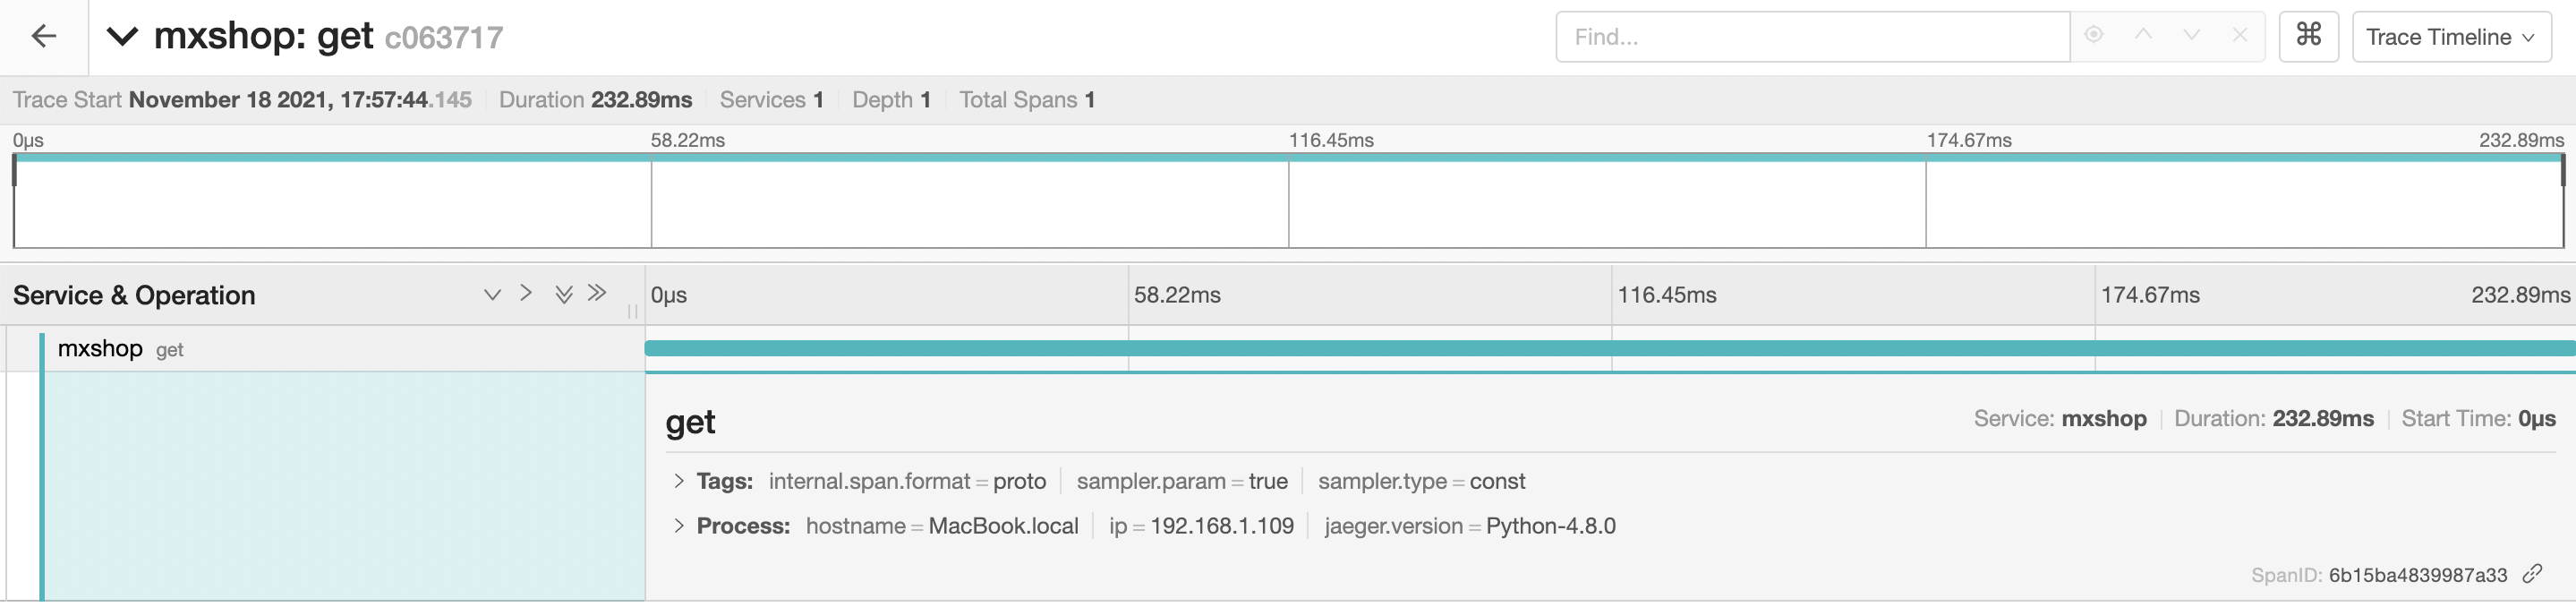 mxshop: get c063717
Find...
⌘
Trace Timeline
Trace Start November 18 2021, 17:57:44.145 Duration 232.89ms Services 1 Depth 1 Total Spans 1
0μs 58.22ms 116.45ms 174.67ms 232.89ms
Service & Operation 0μs 58.22ms 116.45ms 174.67ms 232.89ms
mxshop get
get Service: mxshop Duration: 232.89ms Start Time: 0μs
Tags: internal.span.format = proto sampler.param = true sampler.type = const
Process: hostname = MacBook.local ip = 192.168.1.109 jaeger.version = Python-4.8.0
SpanID: 6b15ba4839987a33